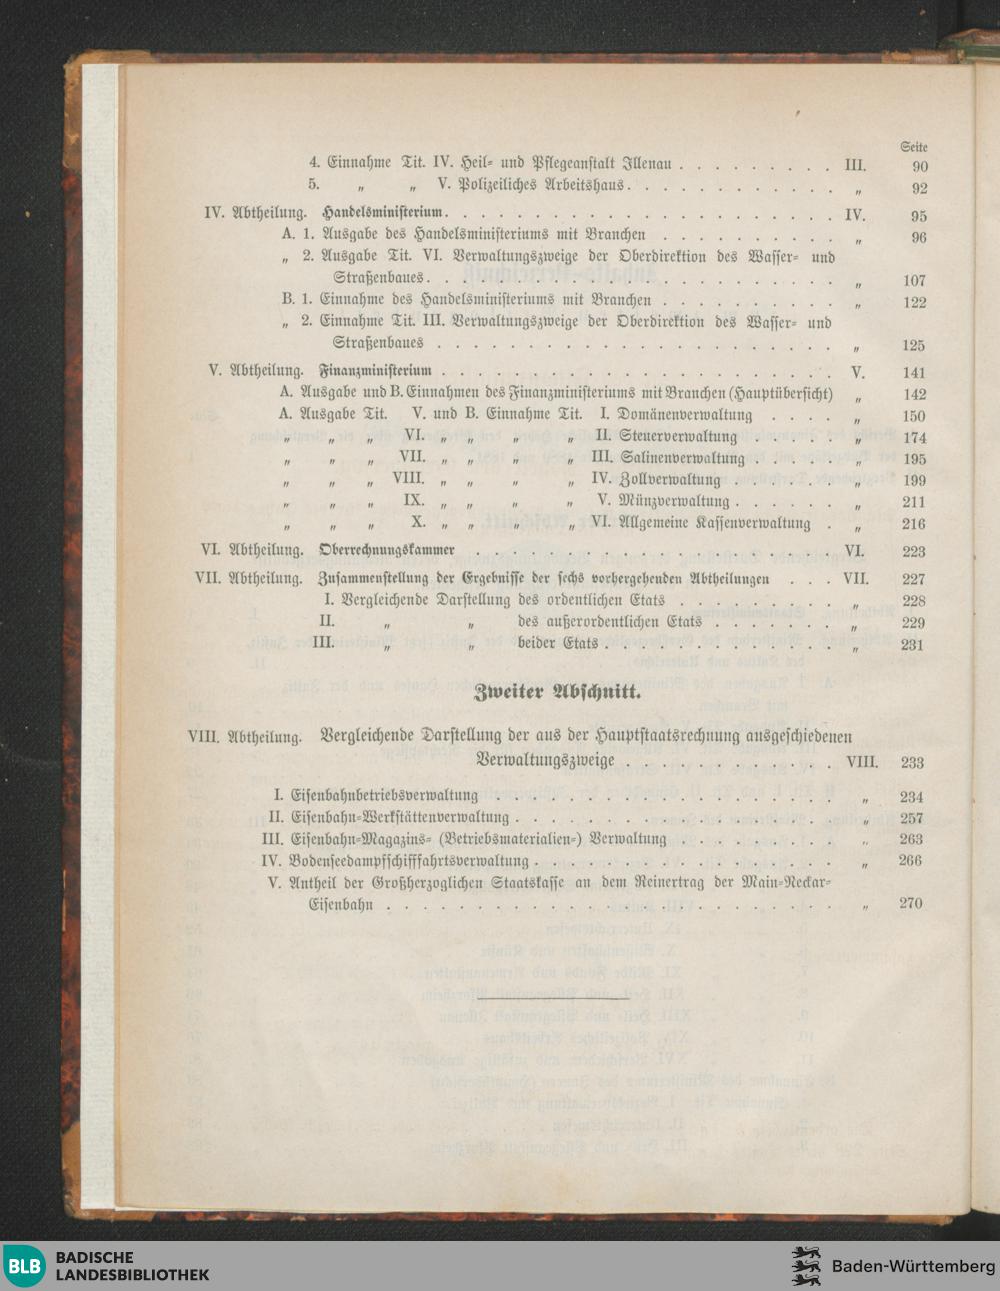 Seite
4. Einnahme Tit. IV. Heil- und Pflegeanstalt Illenau . . . . . . . . . III. 90
5. „ „ V. Polizeiliches Arbeitshaus . . . . . . . . . . . . „ 92
IV. Abtheilung. Handelsministerium . . . . . . . . . . . . . . . . . . . . . . IV. 95
A. 1. Ausgabe des Handelsministeriums mit Branchen . . . . . . . . . . „ 96
„ 2. Ausgabe Tit. VI. Verwaltungszweige der Oberdirektion des Wasser- und
Straßenbaues . . . . . . . . . . . . . . . . . . . . . . . „ 107
B. 1. Einnahme des Handelsministeriums mit Branchen . . . . . . . . . . „ 122
„ 2. Einnahme Tit. III. Verwaltungszweige der Oberdirektion des Wasser- und
Straßenbaues . . . . . . . . . . . . . . . . . . . . . . . „ 125
V. Abtheilung. Finanzministerium . . . . . . . . . . . . . . . . . . . . . . V. 141
A. Ausgabe und B. Einnahmen des Finanzministeriums mit Branchen (Hauptübersicht) „ 142
A. Ausgabe Tit. V. und B. Einnahme Tit. I. Domänenverwaltung . . . . „ 150
„ „ „ VI. „ „ „ „ II. Steuerverwaltung . . . . . „ 174
„ „ „ VII. „ „ „ „ III. Salinenverwaltung . . . . . „ 195
„ „ „ VIII. „ „ „ „ IV. Zollverwaltung . . . . . . „ 199
„ „ „ IX. „ „ „ „ V. Münzverwaltung . . . . . . „ 211
„ „ „ X. „ „ „ „ VI. Allgemeine Kassenverwaltung . „ 216
VI. Abtheilung. Oberrechnungskammer . . . . . . . . . . . . . . . . . . . . VI. 223
VII. Abtheilung. Zusammenstellung der Ergebnisse der sechs vorhergehenden Abtheilungen . . . VII. 227
I. Vergleichende Darstellung des ordentlichen Etats . . . . . . . . . „ 228
II. „ „ des außerordentlichen Etats . . . . . . . „ 229
III. „ „ beider Etats . . . . . . . . . . . . . „ 231
Zweiter Abschnitt.
VIII. Abtheilung. Vergleichende Darstellung der aus der Hauptstaatsrechnung ausgeschiedenen
Verwaltungszweige . . . . . . . . . . . . VIII. 233
I. Eisenbahnbetriebsverwaltung . . . . . . . . . . . . . . . . . . . „ 234
II. Eisenbahn-Werkstättenverwaltung . . . . . . . . . . . . . . . . . . „ 257
III. Eisenbahn-Magazins- (Betriebsmaterialien-) Verwaltung . . . . . . . . . „ 263
IV. Bodenseedampfschifffahrtsverwaltung . . . . . . . . . . . . . . . . . „ 266
V. Antheil der Großherzoglichen Staatskasse an dem Reinertrag der Main-Neckar-
Eisenbahn . . . . . . . . . . . . . . . . . . . . . . . . . „ 270
BLB BADISCHE
LANDESBIBLIOTHEK
Baden-Württemberg